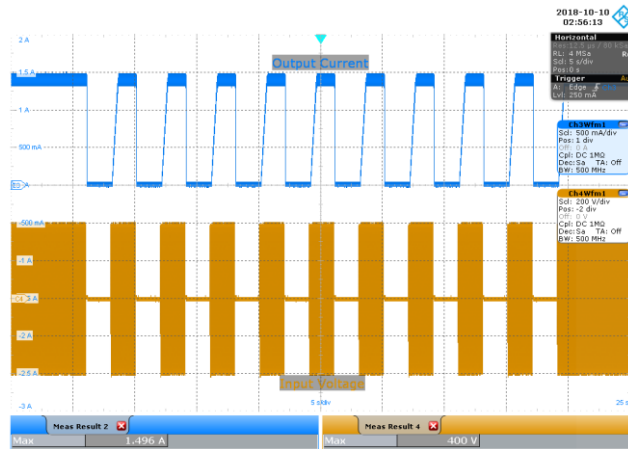 2018-10-10
02:56:13
Horizontal
RL: 4 MSa
Scl: 5 s/div
Pos:0 s
Trigger Au
A: Edge
Lvl: 250 mA
2 A
Output Current
1.5 A
1 A
500 mA
Ch3Wfm1
Scl: 500 mA/div
Pos: 1 div
Off: 0 A
Cpl: DC 1MΩ
Dec:Sa TA: Off
BW: 500 MHz
Ch4Wfm1
Scl: 200 V/div
Pos: -2 div
Off: 0 V
Cpl: DC 1MΩ
Dec:Sa TA: Off
BW: 500 MHz
-500 mA
-1 A
-2 A
-2.5 A
Input Voltage
-3 A
5 s/div
25 s
Meas Result 2
Meas Result 4
Max 1.496 A
Max 400 V